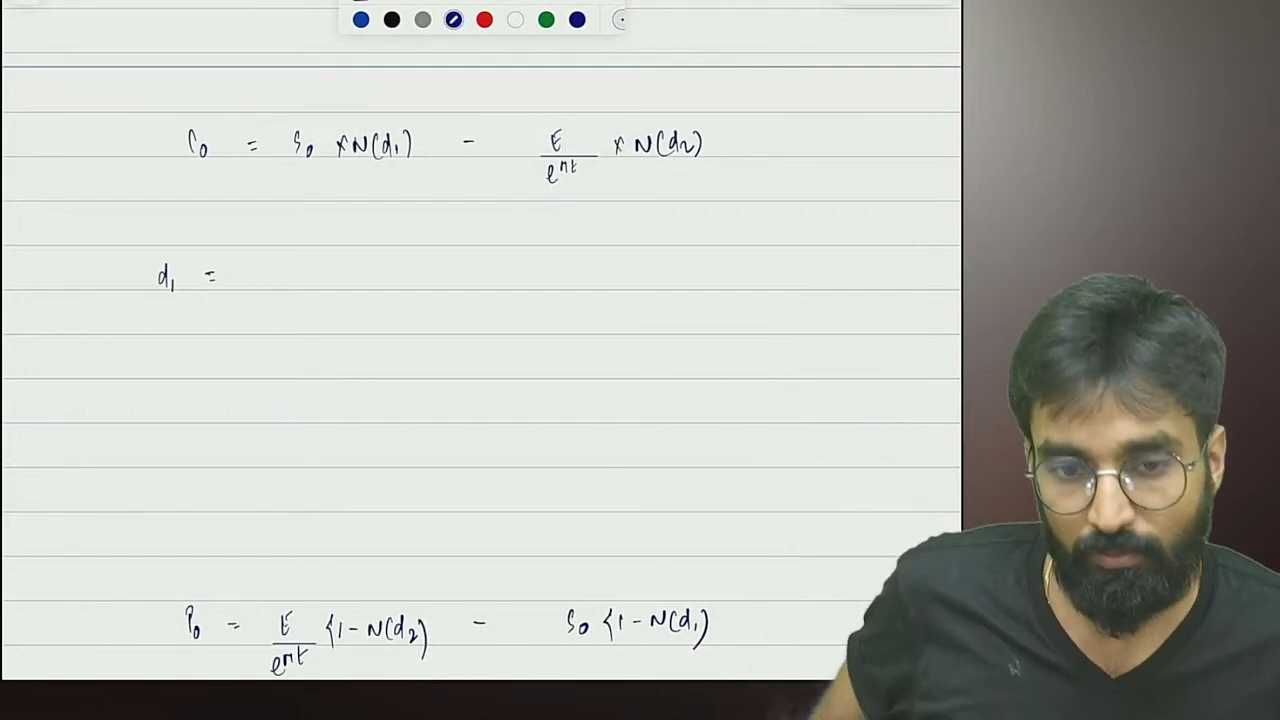 C₀ = S₀ × N(d₁) - E/e^rt × N(d₂)
d₁ =
P₀ = E/e^rt {1 - N(d₂) - S₀ {1 - N(d₁)